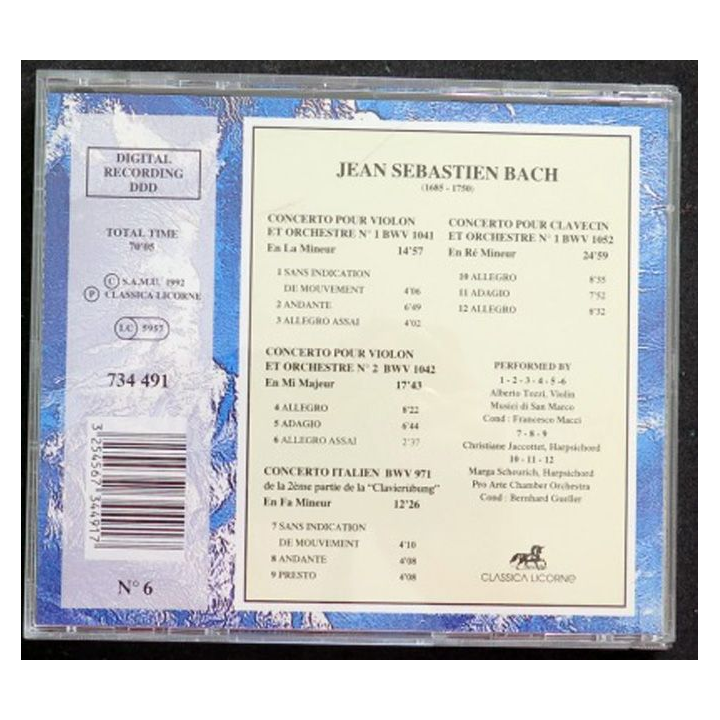 DIGITAL
RECORDING
DDD
TOTAL TIME
70'05
© S.A.M.U. 1992
℗ CLASSICA LICORNE
LC 5957
734 491
3 254567 344917
N° 6
JEAN SEBASTIEN BACH
(1685 - 1750)
CONCERTO POUR VIOLON
ET ORCHESTRE N° 1 BWV 1041
En La Mineur 14'57
1 SANS INDICATION
DE MOUVEMENT 4'06
2 ANDANTE 6'49
3 ALLEGRO ASSAI 4'02
CONCERTO POUR VIOLON
ET ORCHESTRE N° 2 BWV 1042
En Mi Majeur 17'43
4 ALLEGRO 8'22
5 ADAGIO 6'44
6 ALLEGRO ASSAI 2'37
CONCERTO ITALIEN BWV 971
de la 2ème partie de la "Clavierübung"
En Fa Mineur 12'26
7 SANS INDICATION
DE MOUVEMENT 4'10
8 ANDANTE 4'08
9 PRESTO 4'08
CONCERTO POUR CLAVECIN
ET ORCHESTRE N° 1 BWV 1052
En Ré Mineur 24'59
10 ALLEGRO 8'35
11 ADAGIO 7'52
12 ALLEGRO 8'32
PERFORMED BY
1 - 2 - 3 - 4 - 5 -6
Alberto Tozzi, Violin
Musici di San Marco
Cond : Francesco Macci
7 - 8 - 9
Christiane Jaccottet, Harpsichord
10 - 11 - 12
Marga Scheurich, Harpsichord
Pro Arte Chamber Orchestra
Cond : Bernhard Gueller
CLASSICA LICORNE